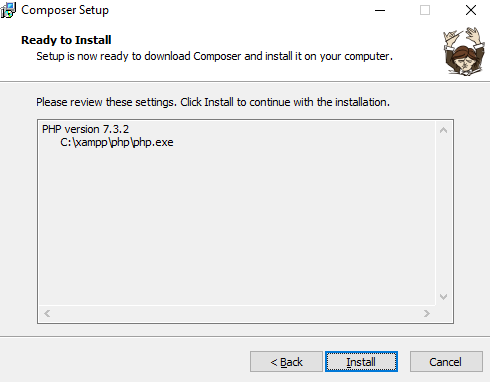 Composer Setup
Ready to Install
Setup is now ready to download Composer and install it on your computer.
Please review these settings. Click Install to continue with the installation.
PHP version 7.3.2
C:\xampp\php\php.exe
< Back
Install
Cancel